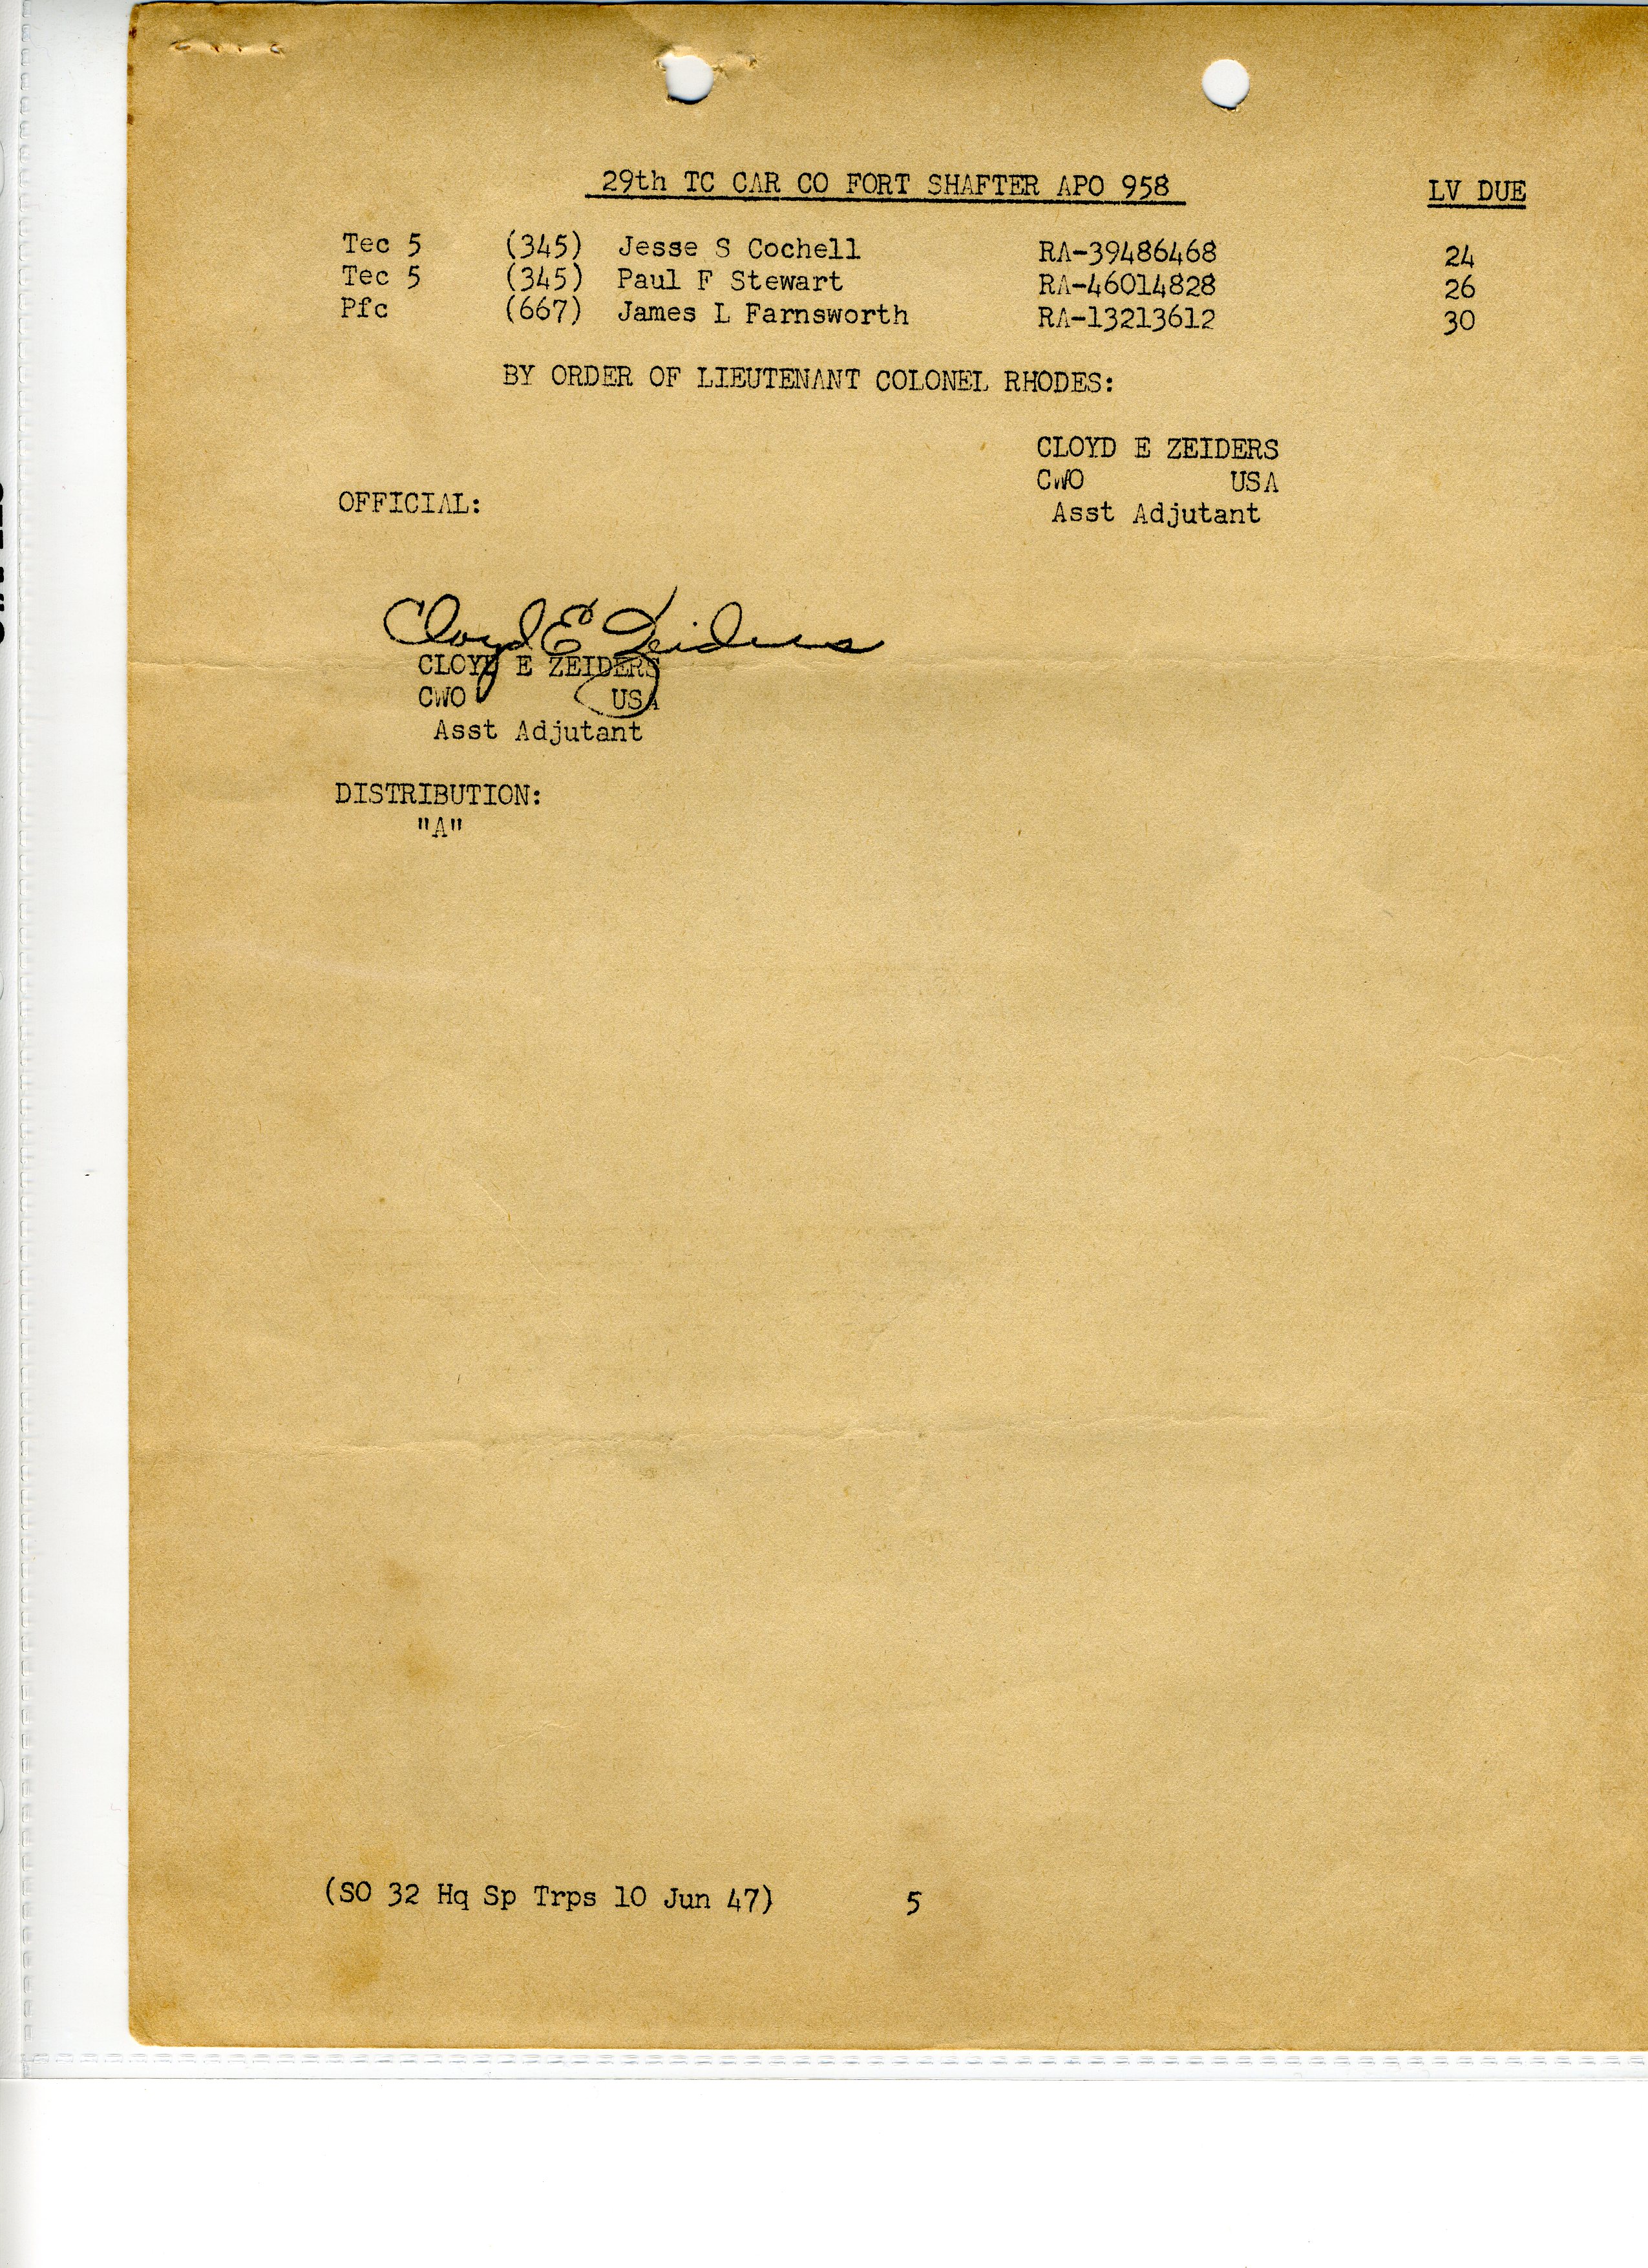 29th TC CAR CO FORT SHAFTER APO 958 LV DUE
Tec 5 (345) Jesse S Cochell RA-39486468 24
Tec 5 (345) Paul F Stewart RA-46014828 26
Pfc (667) James L Farnsworth RA-13213612 30
BY ORDER OF LIEUTENANT COLONEL RHODES:
CLOYD E ZEIDERS
CWO USA
Asst Adjutant
OFFICIAL:
Cloyd E Zeiders
CLOYD E ZEIDERS
CWO USA
Asst Adjutant
DISTRIBUTION:
"A"
(SO 32 Hq Sp Trps 10 Jun 47) 5